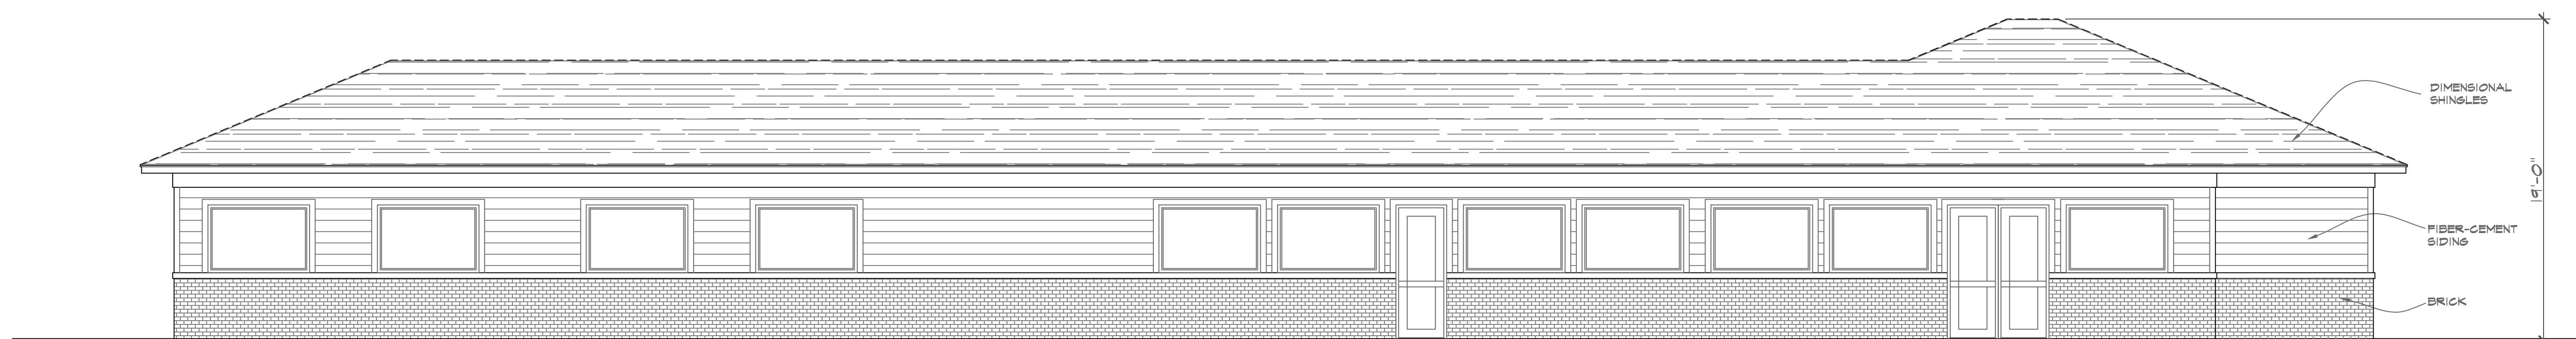 DIMENSIONAL
SHINGLES
19'-0"
FIBER-CEMENT
SIDING
BRICK